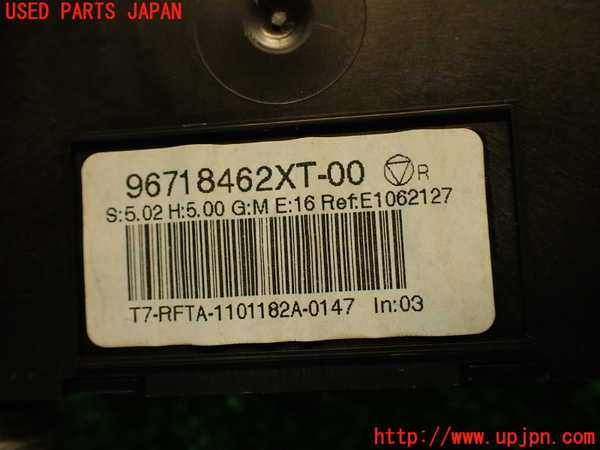 USED PARTS JAPAN
96718462XT-00 R
S:5.02 H:5.00 G:M E:16 Ref:E1062127
T7-RFTA-1101182A-0147 In:03
http://www.upjpn.com/